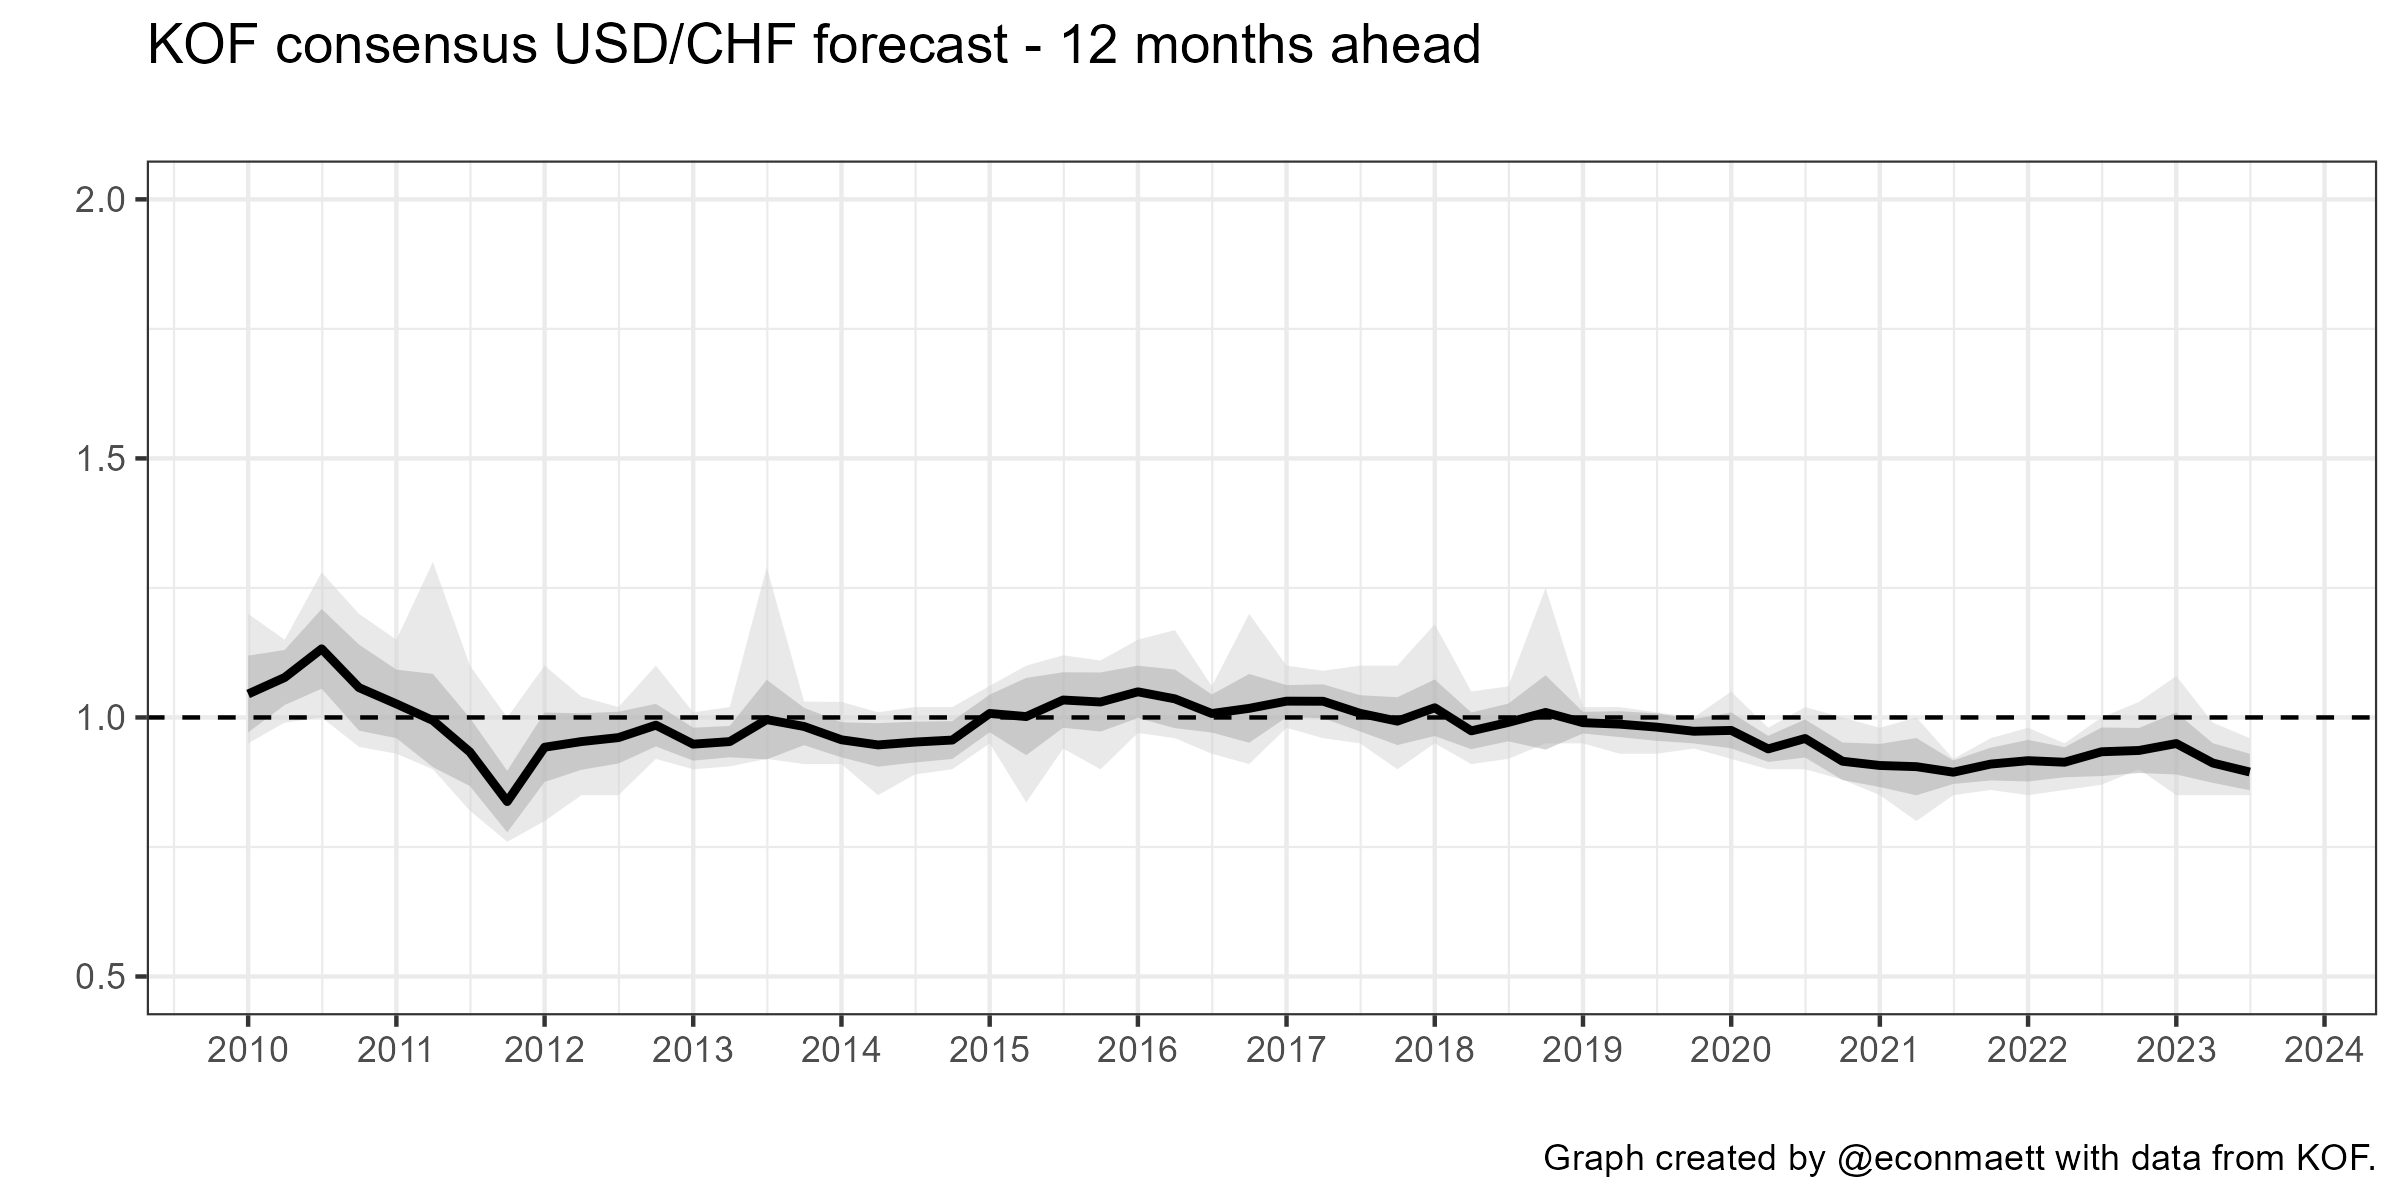 KOF consensus USD/CHF forecast - 12 months ahead
2.0
1.5
1.0
0.5
2010 2011 2012 2013 2014 2015 2016 2017 2018 2019 2020 2021 2022 2023 2024
Graph created by @econmaett with data from KOF.